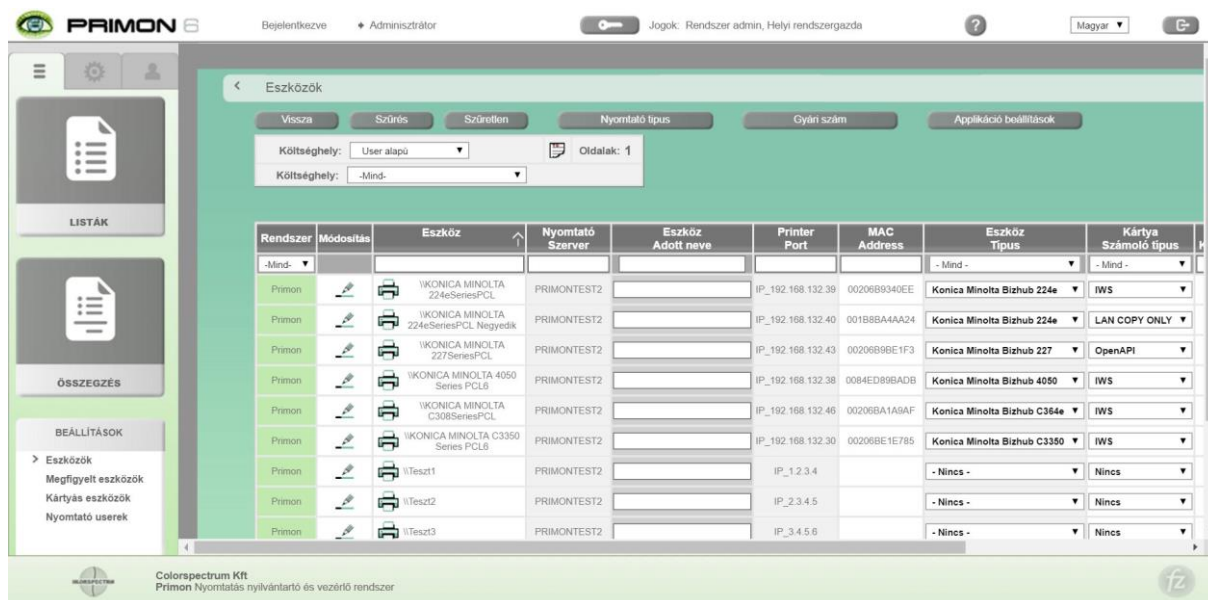 PRIMON 6
Bejelentkezve Adminisztrátor Jogok: Rendszer admin, Helyi rendszergazda ? Magyar
Eszközök
Vissza Szűrés Szűretlen Nyomtató típus Gyári szám Applikáció beállítások
Költséghely: User alapú Oldalak: 1
Költséghely: -Mind-
LISTÁK
ÖSSZEGZÉS
BEÁLLÍTÁSOK
> Eszközök
Megfigyelt eszközök
Kártyás eszközök
Nyomtató userek
Rendszer Módosítás Eszköz Nyomtató Szerver Eszköz Adott neve Printer Port MAC Address Eszköz Típus Kártya Számoló típus
-Mind- - Mind - - Mind -
Primon \\KONICA MINOLTA 224eSeriesPCL PRIMONTEST2 IP_192.168.132.39 00206B9340EE Konica Minolta Bizhub 224e IWS
Primon \\KONICA MINOLTA 224eSeriesPCL Negyedik PRIMONTEST2 IP_192.168.132.40 001B8BA4AA24 Konica Minolta Bizhub 224e LAN COPY ONLY
Primon \\KONICA MINOLTA 227SeriesPCL PRIMONTEST2 IP_192.168.132.43 00206B9BE1F3 Konica Minolta Bizhub 227 OpenAPI
Primon \\KONICA MINOLTA 4050 Series PCL6 PRIMONTEST2 IP_192.168.132.38 0084ED89BADB Konica Minolta Bizhub 4050 IWS
Primon \\KONICA MINOLTA C308SeriesPCL PRIMONTEST2 IP_192.168.132.46 00206BA1A9AF Konica Minolta Bizhub C364e IWS
Primon \\KONICA MINOLTA C3350 Series PCL6 PRIMONTEST2 IP_192.168.132.30 00206BE1E785 Konica Minolta Bizhub C3350 IWS
Primon \\Teszt1 PRIMONTEST2 IP_1.2.3.4 - Nincs - Nincs
Primon \\Teszt2 PRIMONTEST2 IP_2.3.4.5 - Nincs - Nincs
Primon \\Teszt3 PRIMONTEST2 IP_3.4.5.6 - Nincs - Nincs
COLORSPECTRUM
Colorspectrum Kft
Primon Nyomtatás nyilvántartó és vezérlő rendszer
fz